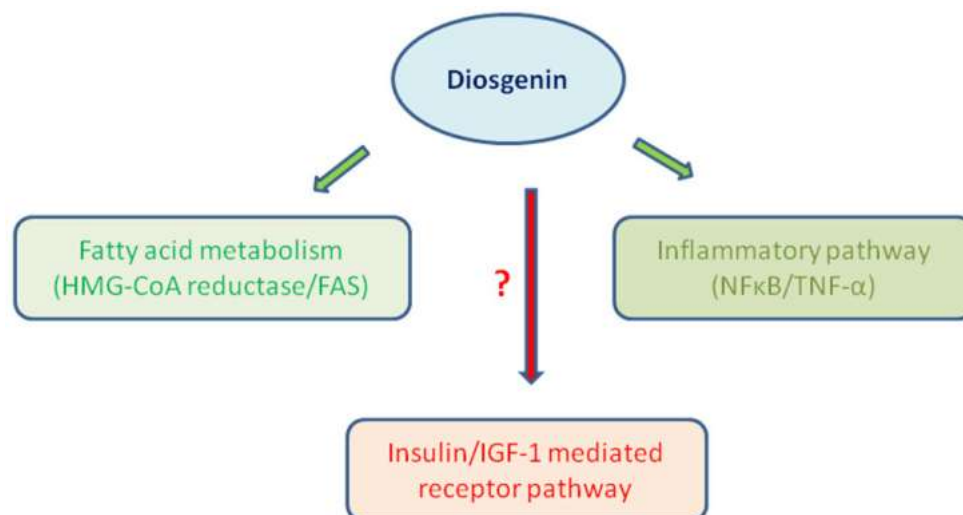 Diosgenin
Fatty acid metabolism
(HMG-CoA reductase/FAS)
Inflammatory pathway
(NFκB/TNF-α)
?
Insulin/IGF-1 mediated
receptor pathway